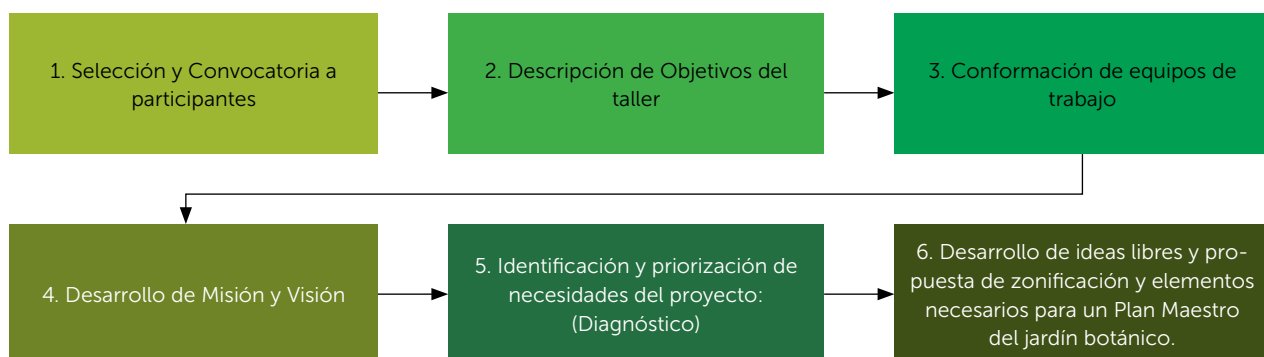 1. Selección y Convocatoria a
participantes
2. Descripción de Objetivos del
taller
3. Conformación de equipos de
trabajo
4. Desarrollo de Misión y Visión
5. Identificación y priorización de
necesidades del proyecto:
(Diagnóstico)
6. Desarrollo de ideas libres y pro-
puesta de zonificación y elementos
necesarios para un Plan Maestro
del jardín botánico.